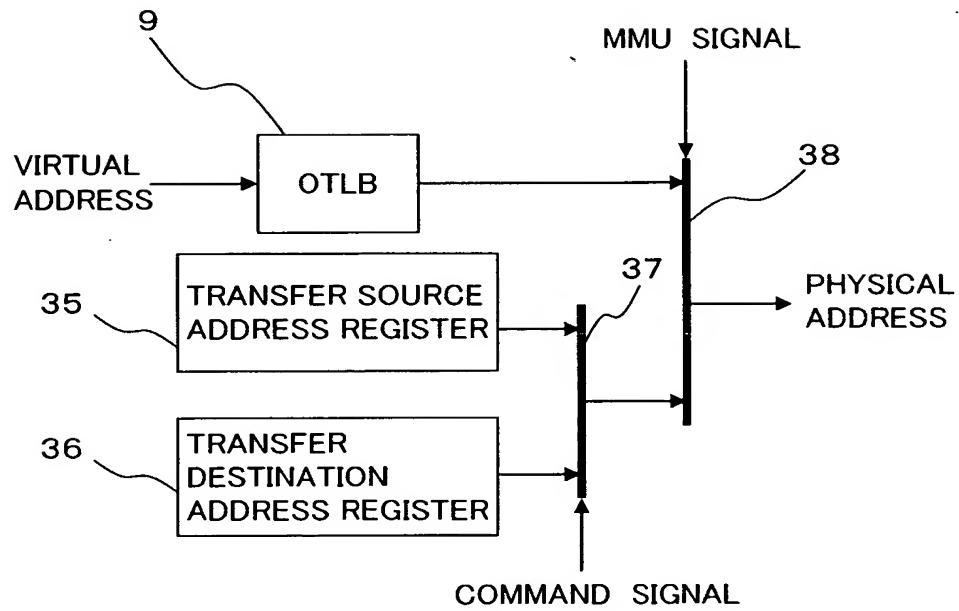 9
MMU SIGNAL
VIRTUAL
ADDRESS
OTLB
38
37
35
TRANSFER SOURCE
ADDRESS REGISTER
PHYSICAL
ADDRESS
36
TRANSFER
DESTINATION
ADDRESS REGISTER
COMMAND SIGNAL